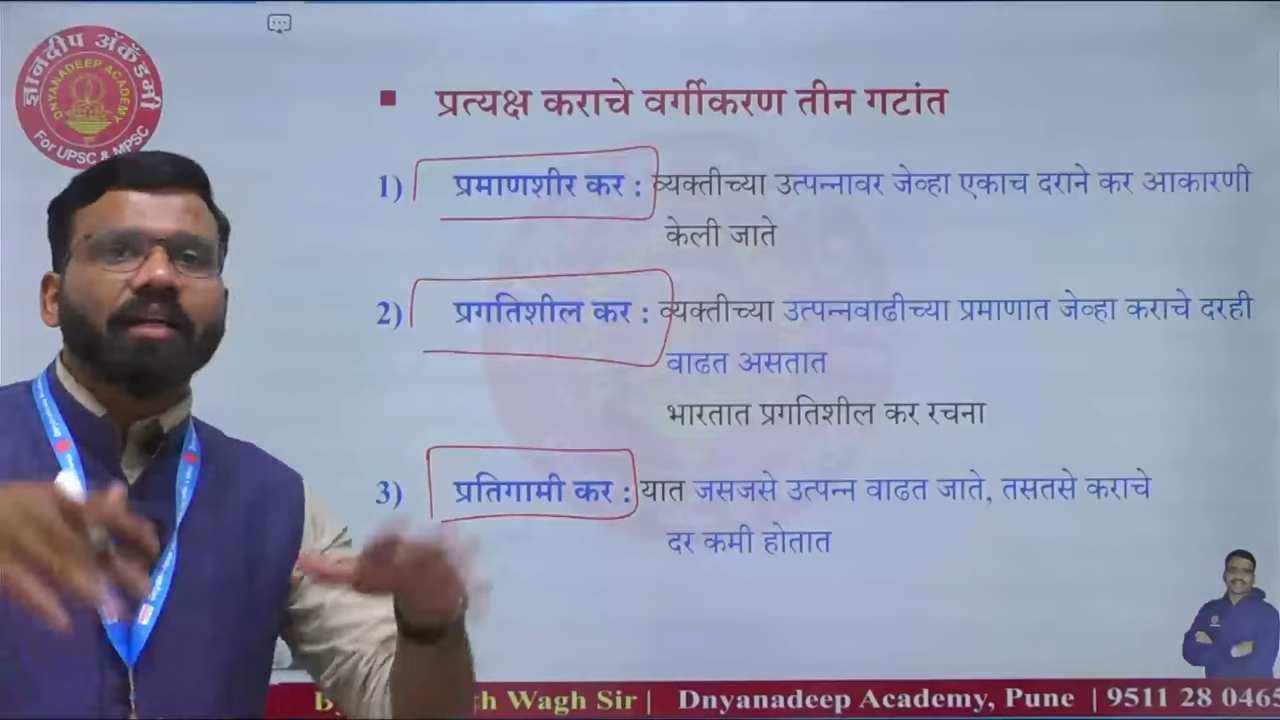 ज्ञानदीप अॅकॅडमी
DNYANADEEP ACADEMY
For UPSC & MPSC
▪ प्रत्यक्ष कराचे वर्गीकरण तीन गटांत
1) प्रमाणशीर कर : व्यक्तीच्या उत्पन्नावर जेव्हा एकाच दराने कर आकारणी
केली जाते
2) प्रगतिशील कर : व्यक्तीच्या उत्पन्नवाढीच्या प्रमाणात जेव्हा कराचे दरही
वाढत असतात
भारतात प्रगतिशील कर रचना
3) प्रतिगामी कर : यात जसजसे उत्पन्न वाढत जाते, तसतसे कराचे
दर कमी होतात
Wagh Sir | Dnyanadeep Academy, Pune | 9511 28 0465